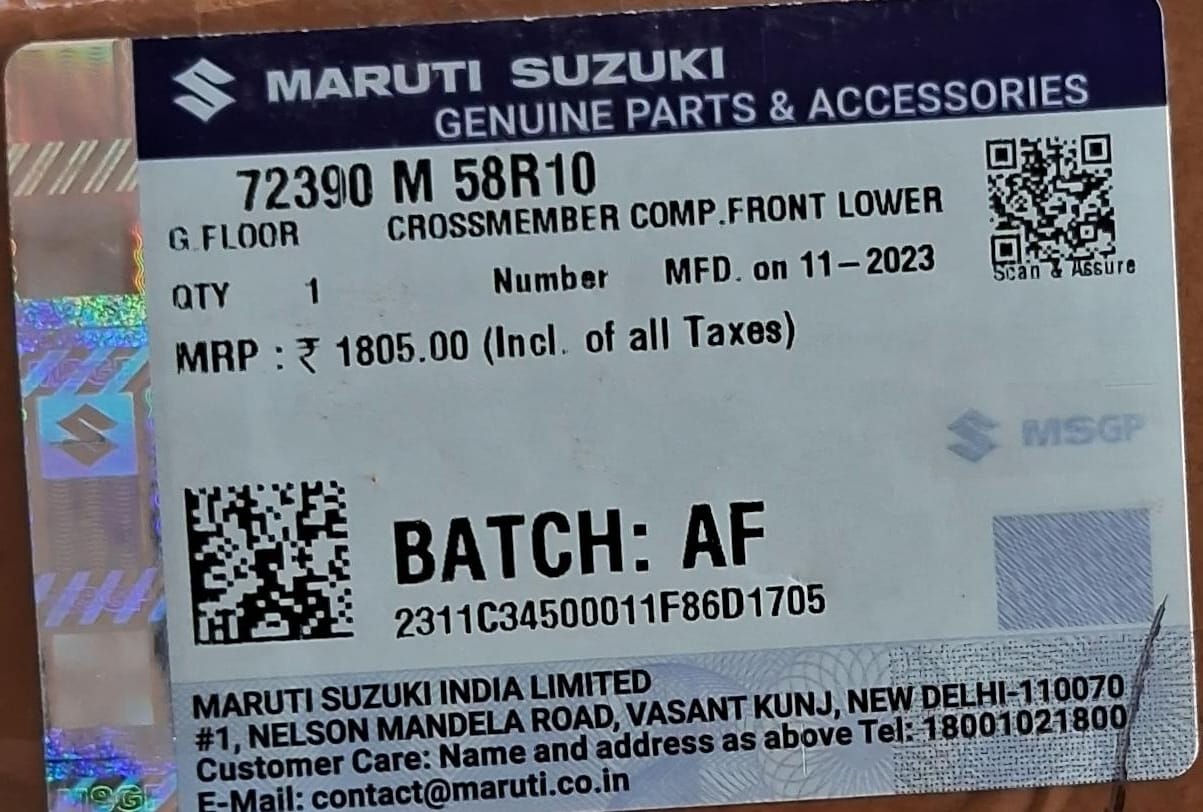 MARUTI SUZUKI
GENUINE PARTS & ACCESSORIES
72390 M 58R10
G.FLOOR CROSSMEMBER COMP.FRONT LOWER
QTY 1 Number MFD. on 11-2023
Scan & Assure
MRP : ₹ 1805.00 (Incl. of all Taxes)
MSGP
BATCH: AF
2311C34500011F86D1705
MARUTI SUZUKI INDIA LIMITED
#1, NELSON MANDELA ROAD, VASANT KUNJ, NEW DELHI-110070
Customer Care: Name and address as above Tel: 18001021800
E-Mail: contact@maruti.co.in
MSGP